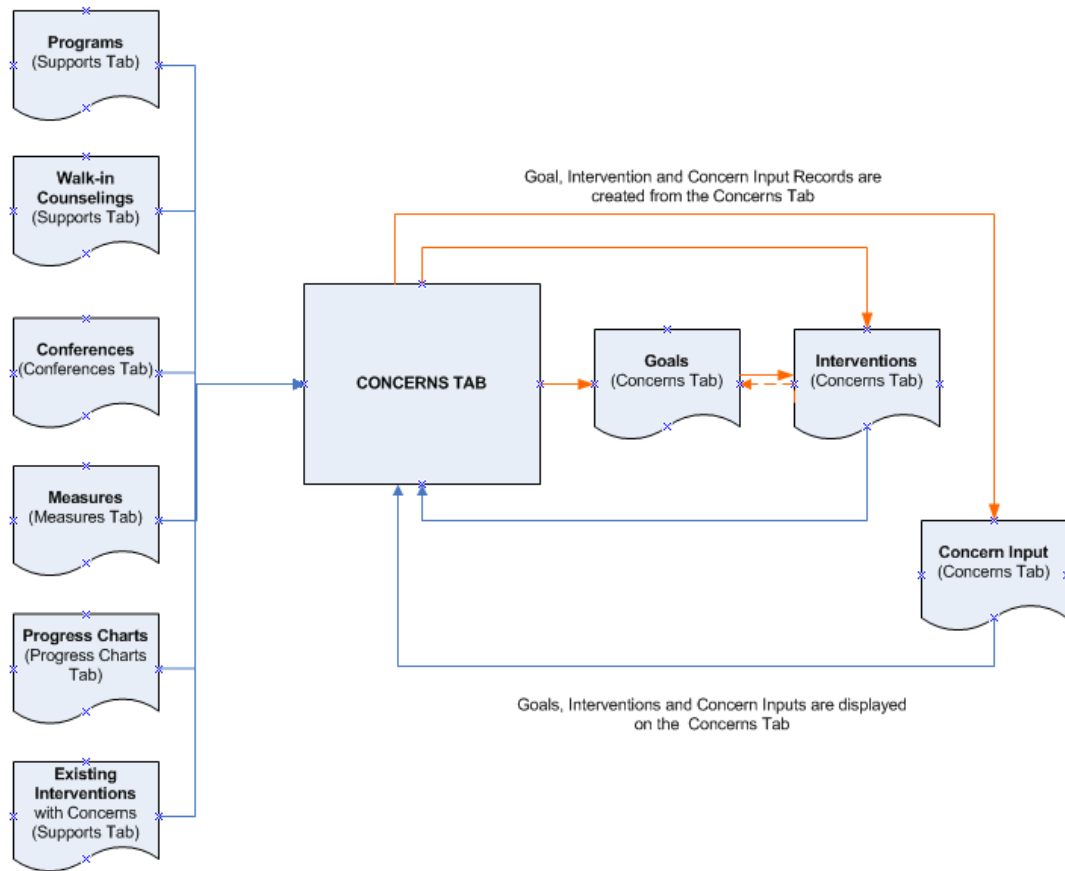 Programs
(Supports Tab)
Walk-in
Counselings
(Supports Tab)
Conferences
(Conferences Tab)
Measures
(Measures Tab)
Progress Charts
(Progress Charts
Tab)
Existing
Interventions
with Concerns
(Supports Tab)
CONCERNS TAB
Goal, Intervention and Concern Input Records are
created from the Concerns Tab
Goals
(Concerns Tab)
Interventions
(Concerns Tab)
Concern Input
(Concerns Tab)
Goals, Interventions and Concern Inputs are displayed
on the Concerns Tab